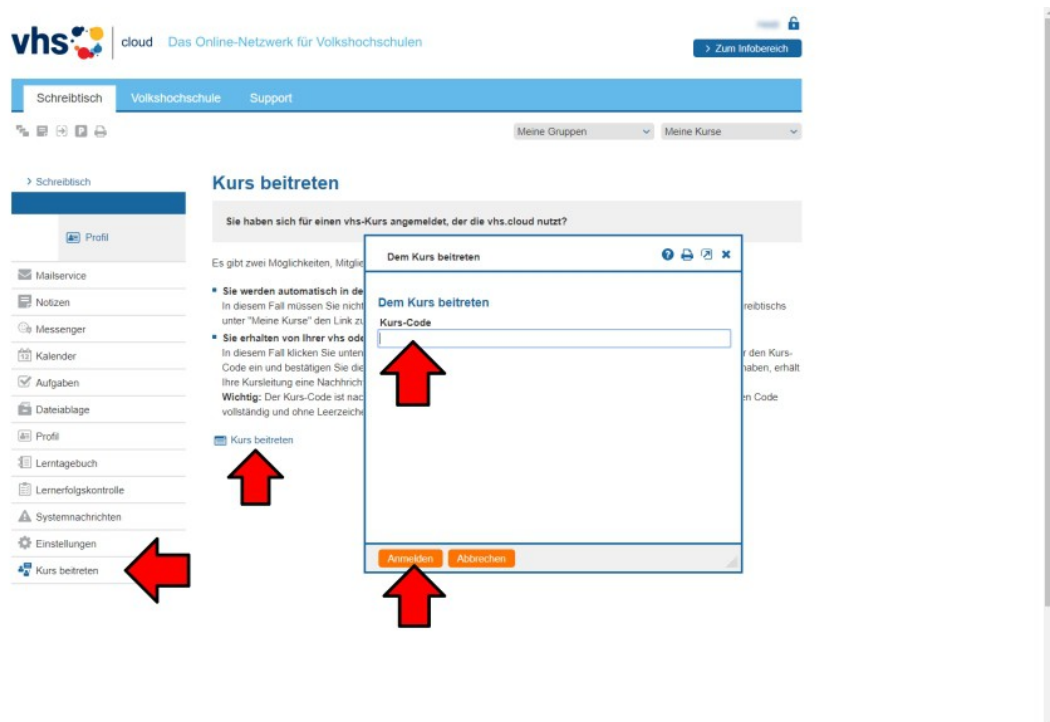 vhs
cloud Das Online-Netzwerk für Volkshochschulen
> Zum Infobereich
Schreibtisch Volkshochschule Support
Meine Gruppen Meine Kurse
> Schreibtisch
Profil
Mailservice
Notizen
Messenger
Kalender
Aufgaben
Dateiablage
Profil
Lerntagebuch
Lernerfolgskontrolle
Systemnachrichten
Einstellungen
Kurs beitreten
Kurs beitreten
Sie haben sich für einen vhs-Kurs angemeldet, der die vhs.cloud nutzt?
Es gibt zwei Möglichkeiten, Mitglie
Sie werden automatisch in de
In diesem Fall müssen Sie nicht reibtischs
unter "Meine Kurse" den Link zu
Sie erhalten von Ihrer vhs ode
In diesem Fall klicken Sie unten r den Kurs-
Code ein und bestätigen Sie die haben, erhält
Ihre Kursleitung eine Nachricht
Wichtig: Der Kurs-Code ist nac en Code
vollständig und ohne Leerzeiche
Kurs beitreten
Dem Kurs beitreten
Dem Kurs beitreten
Kurs-Code
Anmelden Abbrechen